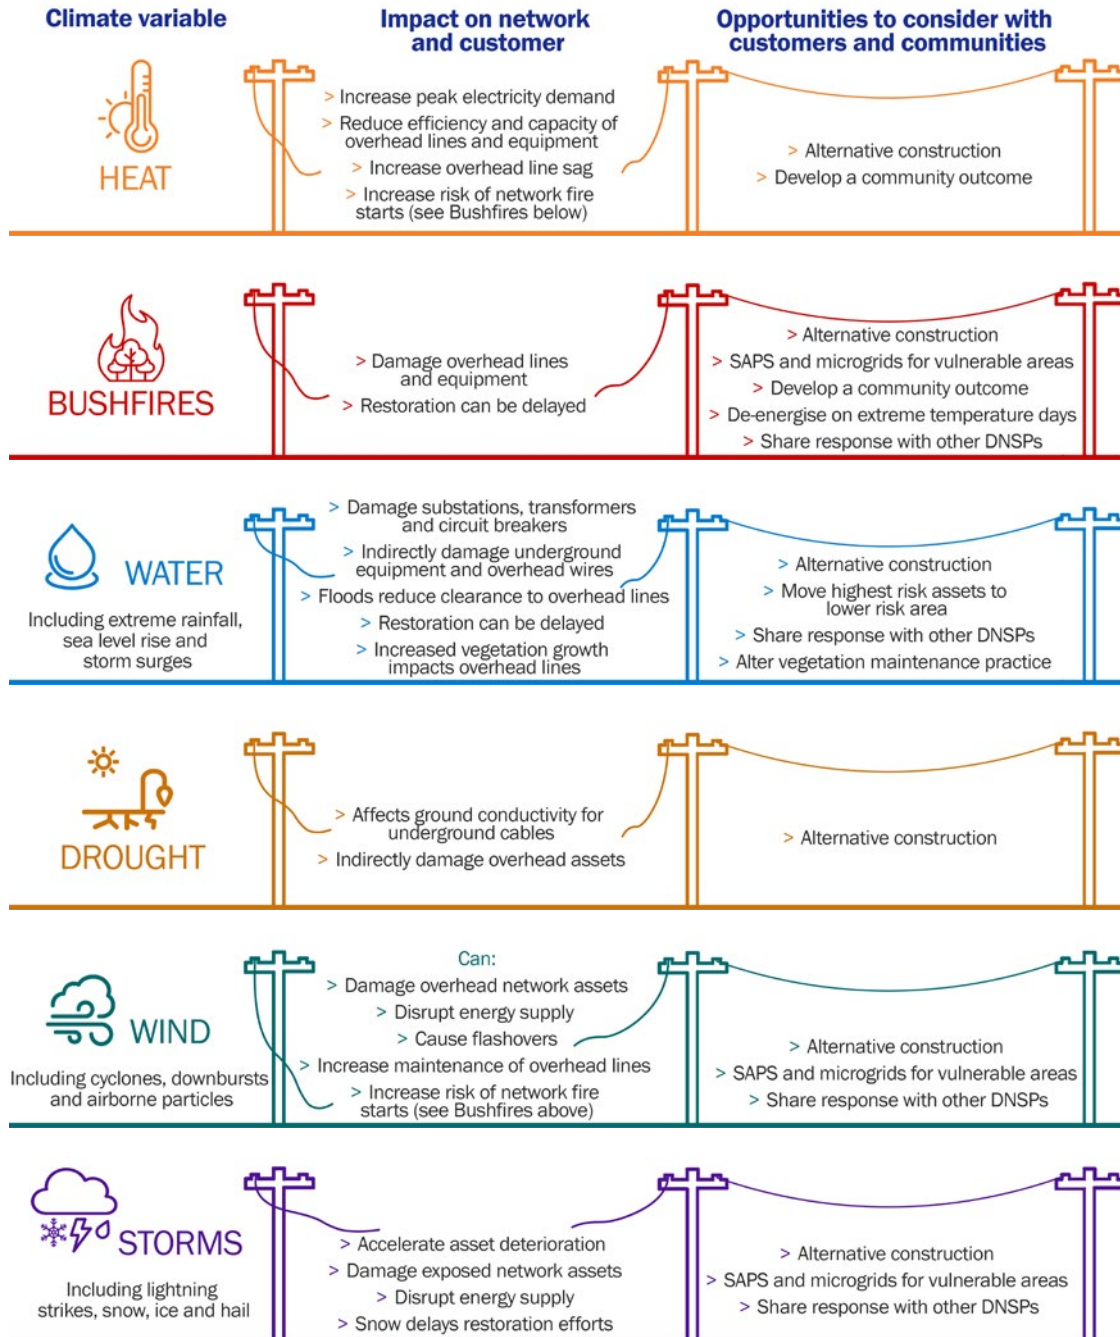 Climate variable
Impact on network
and customer
Opportunities to consider with
customers and communities
HEAT
> Increase peak electricity demand
> Reduce efficiency and capacity of
overhead lines and equipment
> Increase overhead line sag
> Increase risk of network fire
starts (see Bushfires below)
> Alternative construction
> Develop a community outcome
BUSHFIRES
> Damage overhead lines
and equipment
> Restoration can be delayed
> Alternative construction
> SAPS and microgrids for vulnerable areas
> Develop a community outcome
> De-energise on extreme temperature days
> Share response with other DNSPs
WATER
Including extreme rainfall,
sea level rise and
storm surges
> Damage substations, transformers
and circuit breakers
> Indirectly damage underground
equipment and overhead wires
> Floods reduce clearance to overhead lines
> Restoration can be delayed
> Increased vegetation growth
impacts overhead lines
> Alternative construction
> Move highest risk assets to
lower risk area
> Share response with other DNSPs
> Alter vegetation maintenance practice
DROUGHT
> Affects ground conductivity for
underground cables
> Indirectly damage overhead assets
> Alternative construction
WIND
Including cyclones, downbursts
and airborne particles
Can:
> Damage overhead network assets
> Disrupt energy supply
> Cause flashovers
> Increase maintenance of overhead lines
> Increase risk of network fire
starts (see Bushfires above)
> Alternative construction
> SAPS and microgrids for vulnerable areas
> Share response with other DNSPs
STORMS
Including lightning
strikes, snow, ice and hail
> Accelerate asset deterioration
> Damage exposed network assets
> Disrupt energy supply
> Snow delays restoration efforts
> Alternative construction
> SAPS and microgrids for vulnerable areas
> Share response with other DNSPs